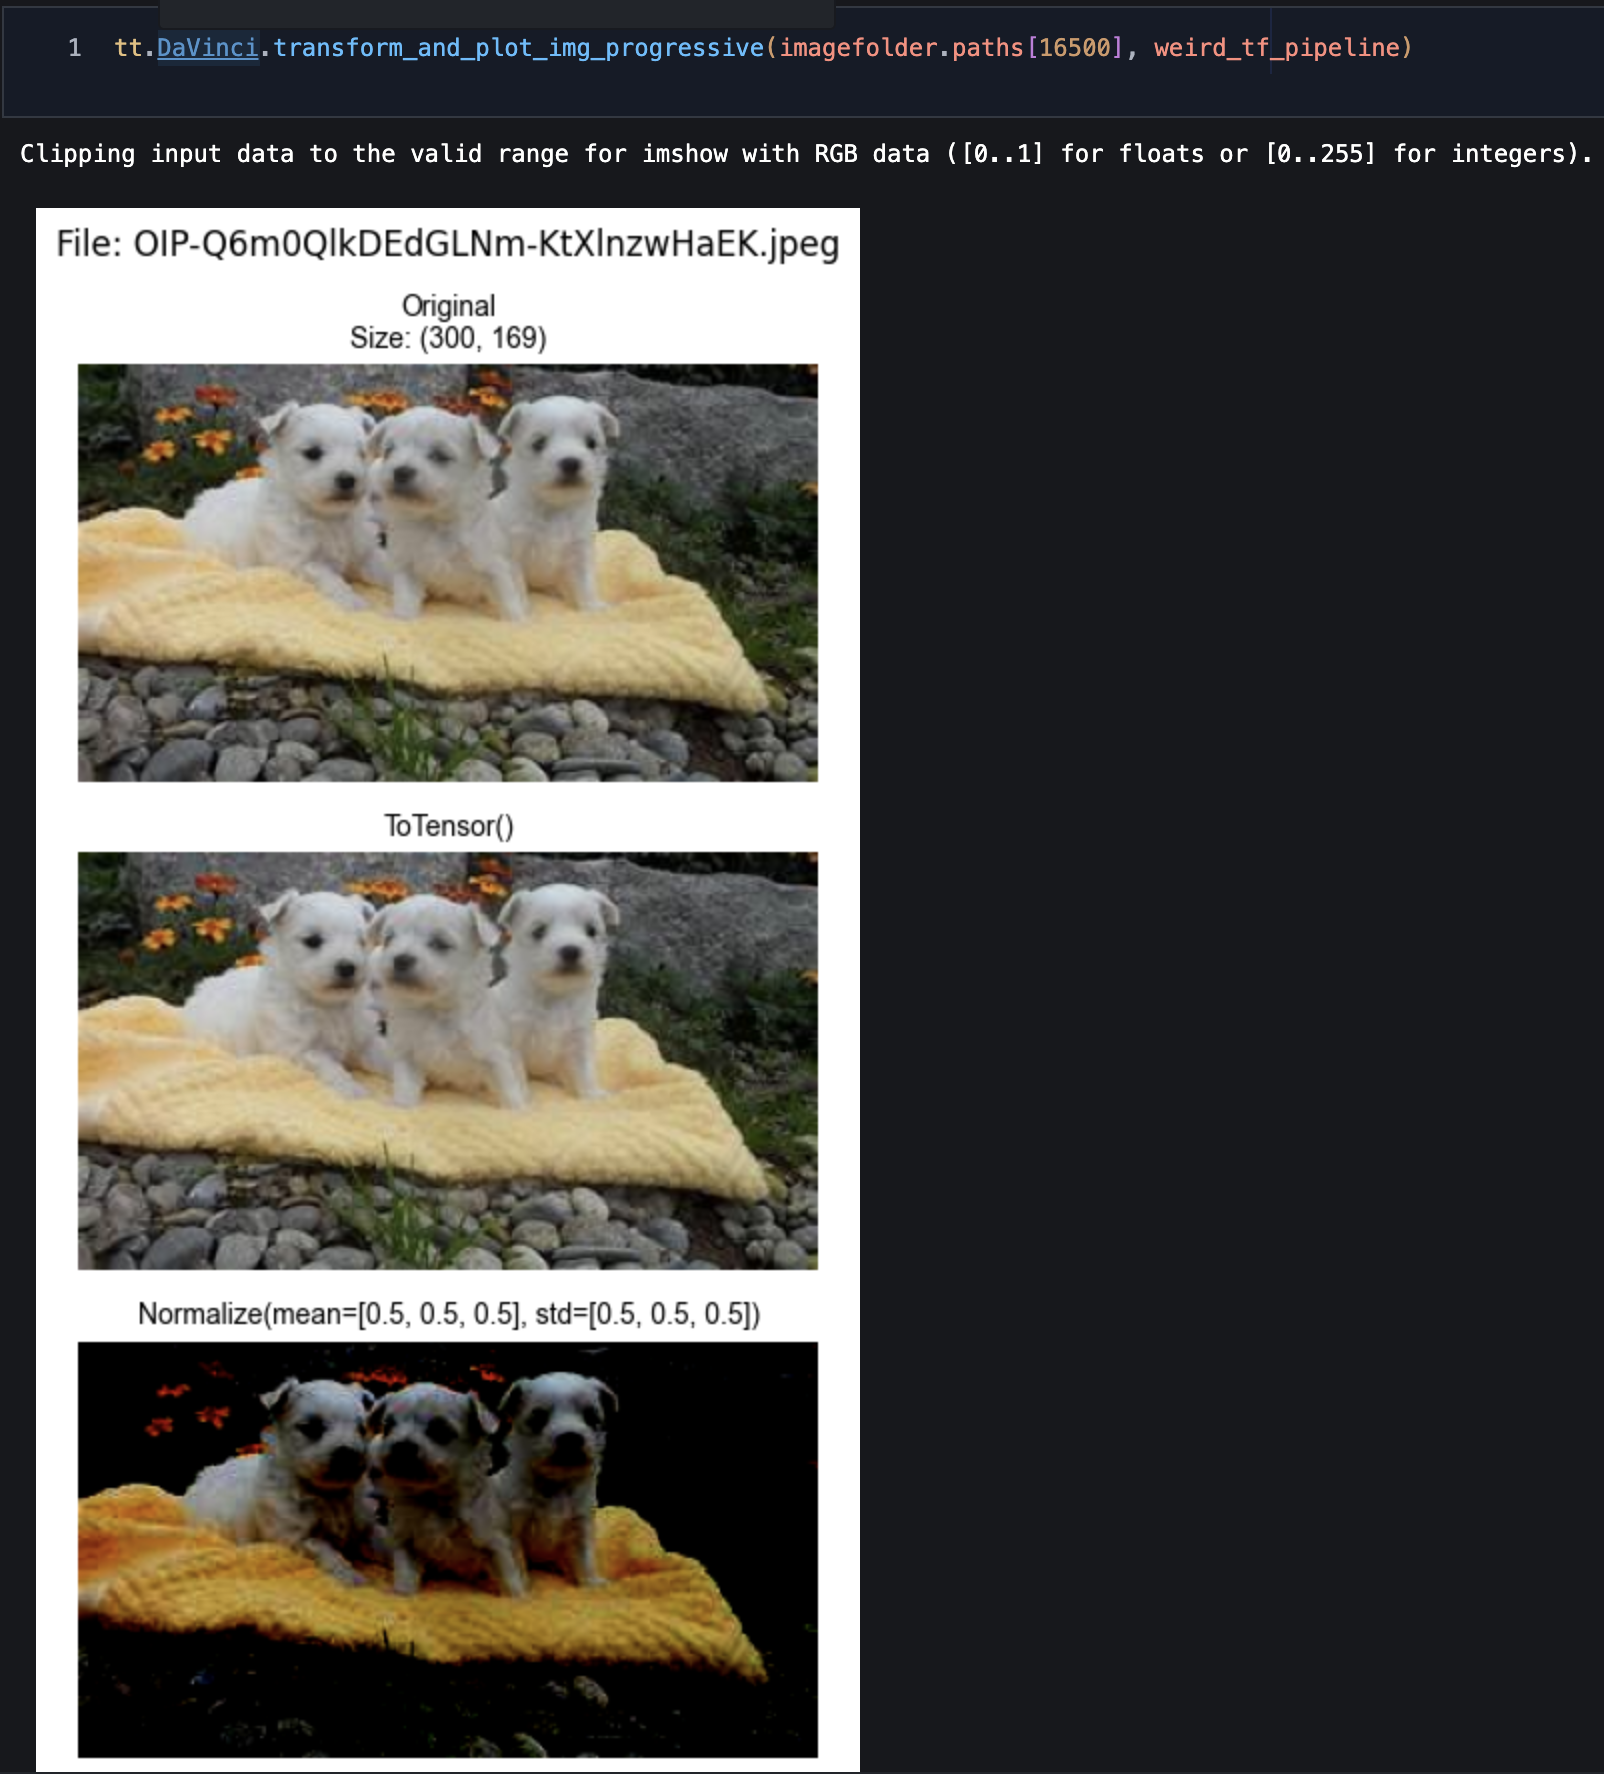 1 tt.DaVinci.transform_and_plot_img_progressive(imagefolder.paths[16500], weird_tf_pipeline)
Clipping input data to the valid range for imshow with RGB data ([0..1] for floats or [0..255] for integers).
File: OIP-Q6m0QlkDEdGLNm-KtXlnzwHaEK.jpeg
Original
Size: (300, 169)
ToTensor()
Normalize(mean=[0.5, 0.5, 0.5], std=[0.5, 0.5, 0.5])